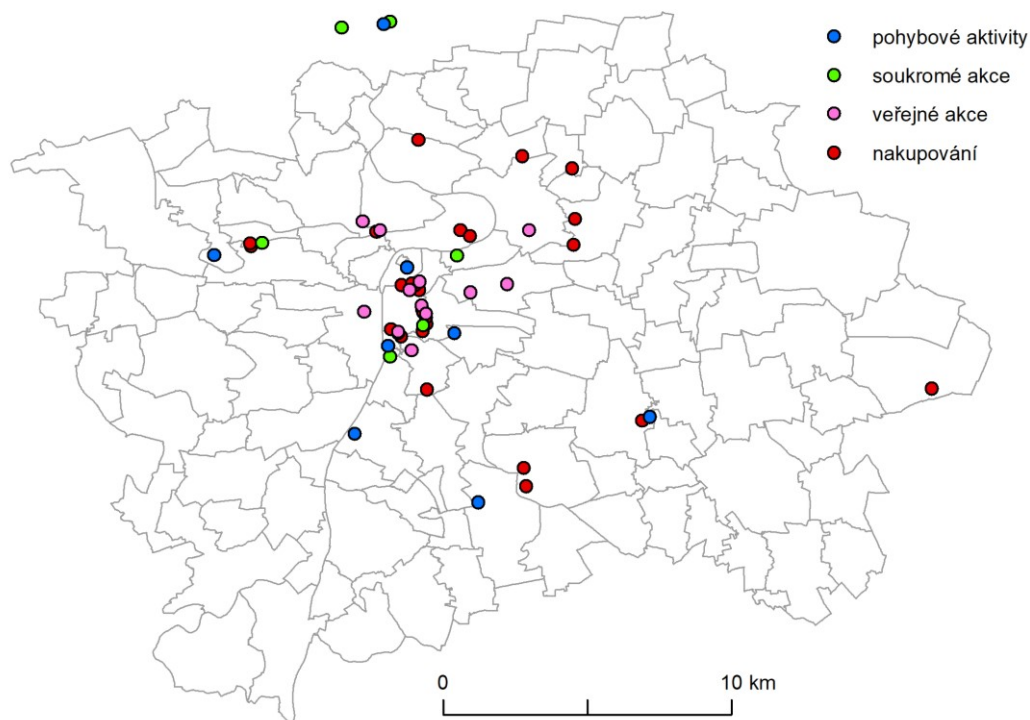 pohybové aktivity
soukromé akce
veřejné akce
nakupování
0 10 km